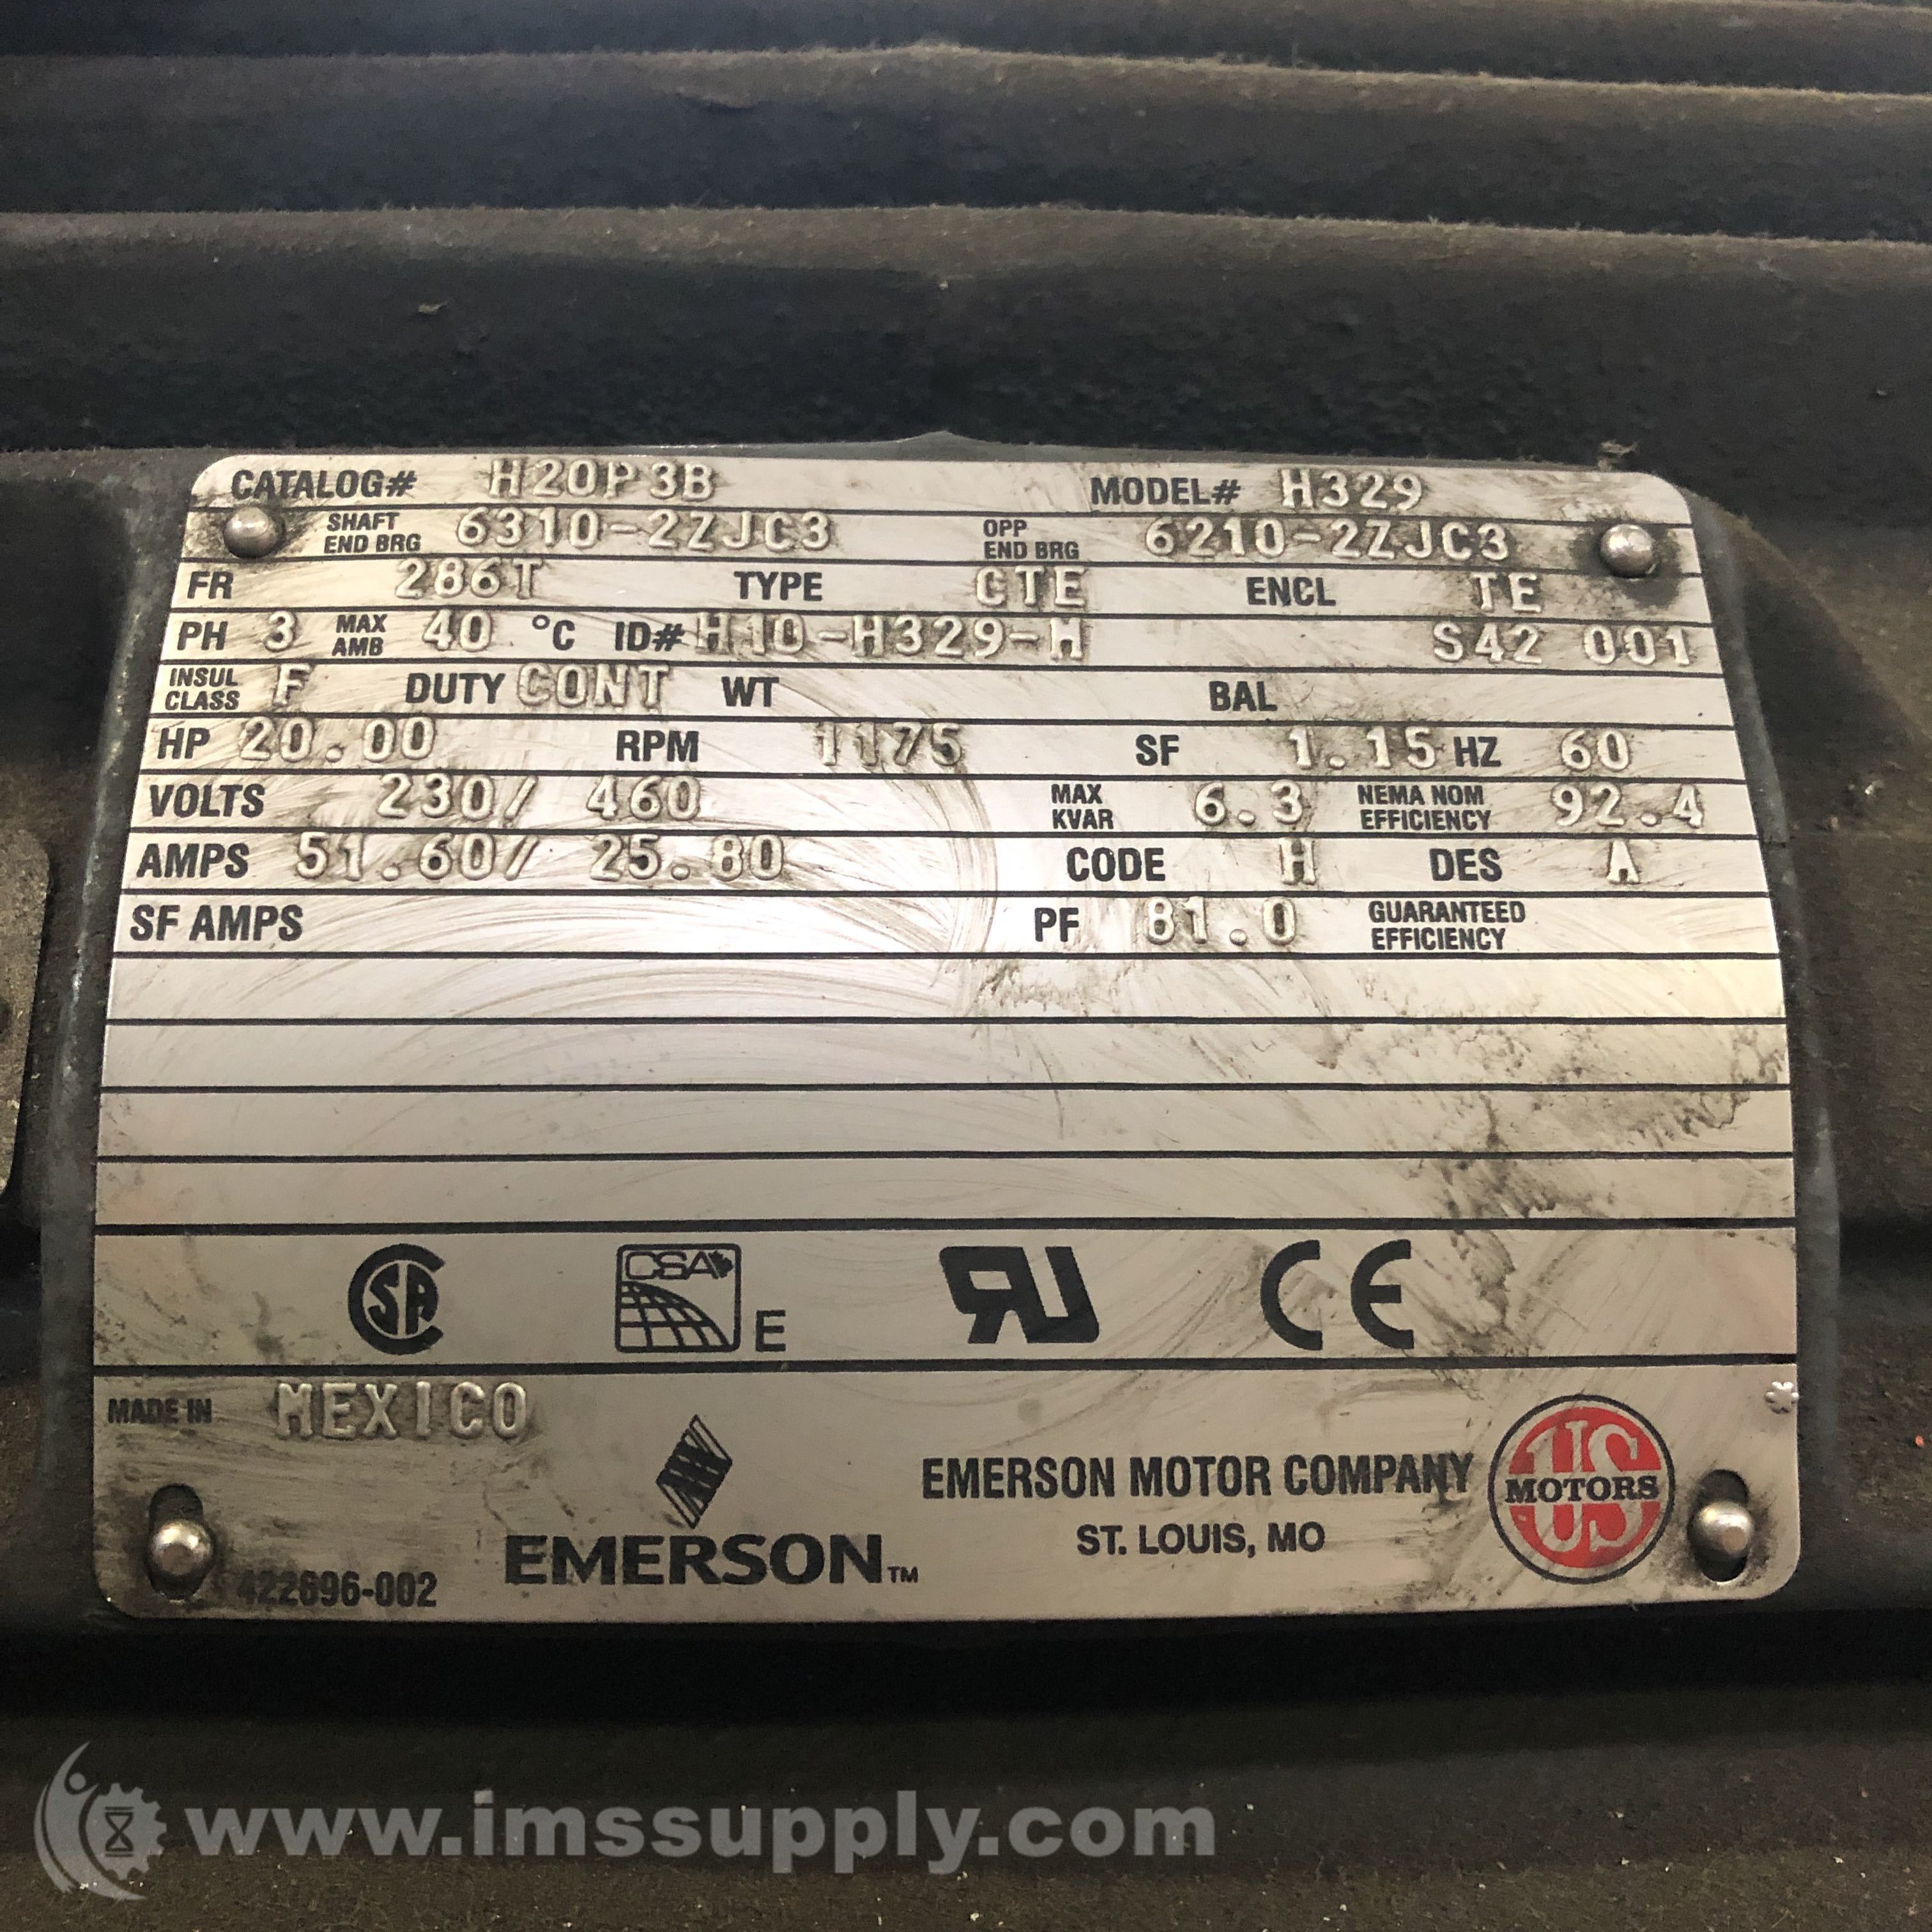 CATALOG# H20P3B MODEL# H329
SHAFT END BRG 6310-2ZJC3 OPP END BRG 6210-2ZJC3
FR 286T TYPE CTE ENCL TE
PH 3 MAX AMB 40 °C ID# H10-H329-H S42 001
INSUL CLASS F DUTY CONT WT BAL
HP 20.00 RPM 1175 SF 1.15 HZ 60
VOLTS 230/ 460 MAX KVAR 6.3 NEMA NOM EFFICIENCY 92.4
AMPS 51.60/ 25.80 CODE H DES A
SF AMPS PF 81.0 GUARANTEED EFFICIENCY
CSA CSA E RU CE
MADE IN MEXICO
EMERSON MOTOR COMPANY
ST. LOUIS, MO
US MOTORS
EMERSON™
422696-002
www.imssupply.com